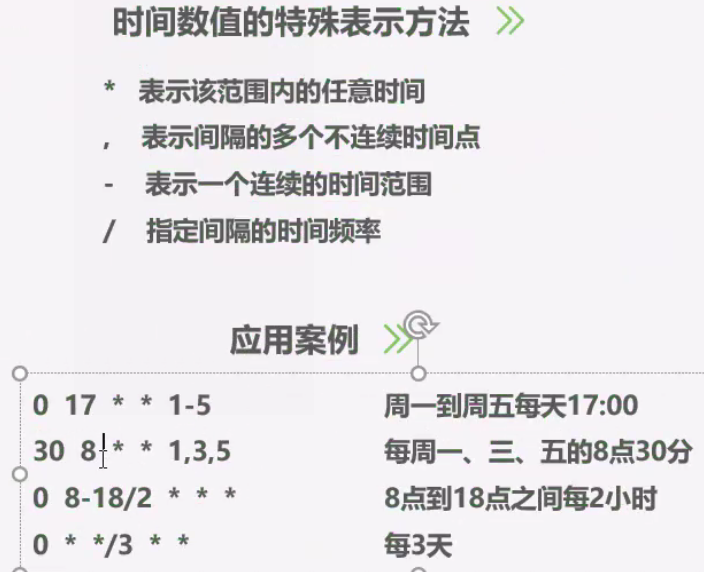 时间数值的特殊表示方法
* 表示该范围内的任意时间
, 表示间隔的多个不连续时间点
- 表示一个连续的时间范围
/ 指定间隔的时间频率
应用案例
0 17 * * 1-5 周一到周五每天17:00
30 8 * * 1,3,5 每周一、三、五的8点30分
0 8-18/2 * * * 8点到18点之间每2小时
0 * */3 * * 每3天